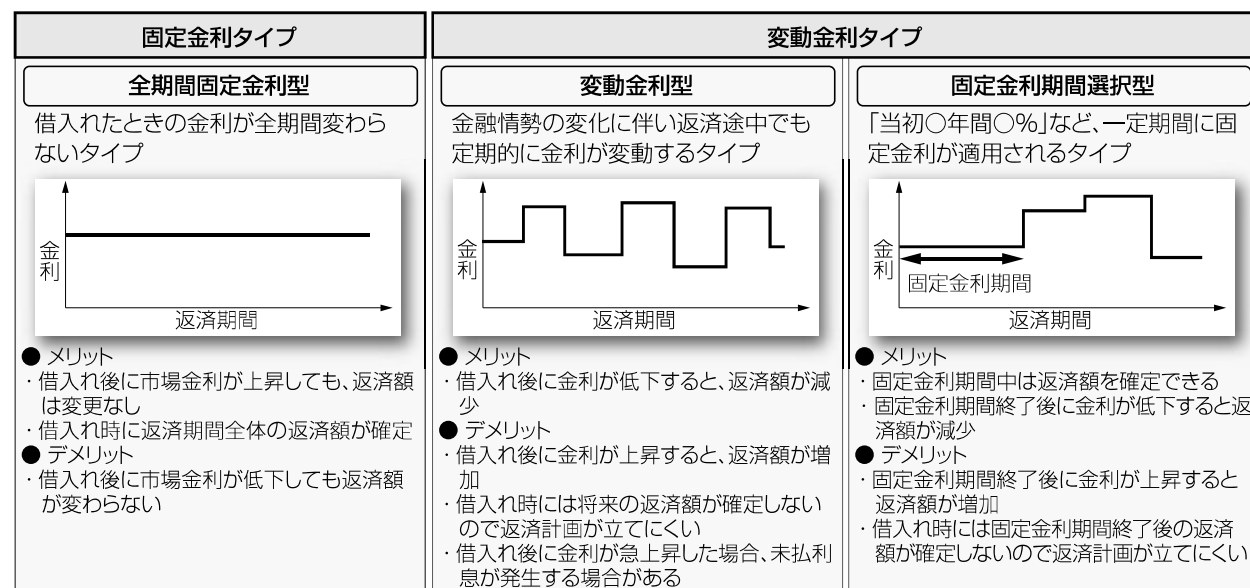 固定金利タイプ
変動金利タイプ
全期間固定金利型
借入れたときの金利が全期間変わら
ないタイプ
金利
返済期間
● メリット
・借入れ後に市場金利が上昇しても、返済額
は変更なし
・借入れ時に返済期間全体の返済額が確定
● デメリット
・借入れ後に市場金利が低下しても返済額
が変わらない
変動金利型
金融情勢の変化に伴い返済途中でも
定期的に金利が変動するタイプ
金利
返済期間
● メリット
・借入れ後に金利が低下すると、返済額が減
少
● デメリット
・借入れ後に金利が上昇すると、返済額が増
加
・借入れ時には将来の返済額が確定しない
ので返済計画が立てにくい
・借入れ後に金利が急上昇した場合、未払利
息が発生する場合がある
固定金利期間選択型
「当初○年間○%」など、一定期間に固
定金利が適用されるタイプ
金利
固定金利期間
返済期間
● メリット
・固定金利期間中は返済額を確定できる
・固定金利期間終了後に金利が低下すると返
済額が減少
● デメリット
・固定金利期間終了後に金利が上昇すると
返済額が増加
・借入れ時には固定金利期間終了後の返済
額が確定しないので返済計画が立てにくい